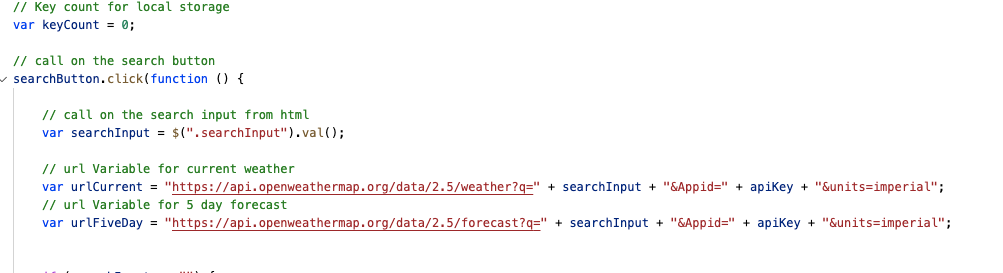 // Key count for local storage
var keyCount = 0;
// call on the search button
searchButton.click(function () {
// call on the search input from html
var searchInput = $(".searchInput").val();
// url Variable for current weather
var urlCurrent = "https://api.openweathermap.org/data/2.5/weather?q=" + searchInput + "&Appid=" + apiKey + "&units=imperial";
// url Variable for 5 day forecast
var urlFiveDay = "https://api.openweathermap.org/data/2.5/forecast?q=" + searchInput + "&Appid=" + apiKey + "&units=imperial";